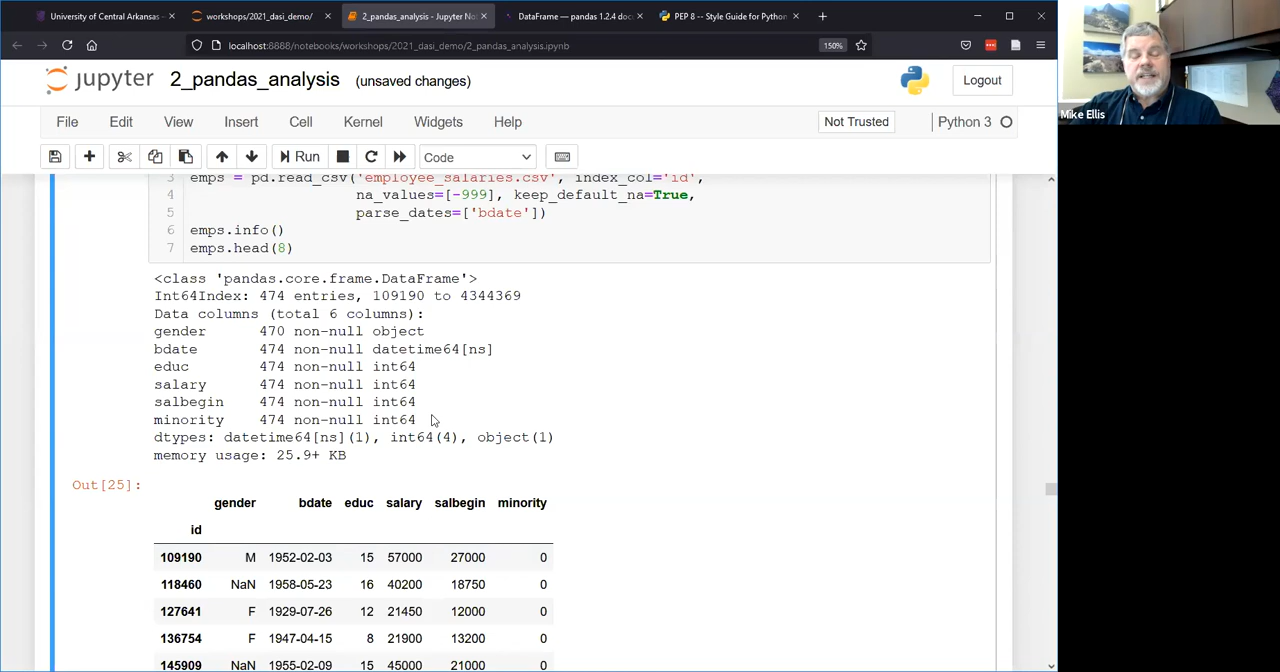 University of Central Arkansas
workshops/2021_dasi_demo/
2_pandas_analysis - Jupyter No
DataFrame — pandas 1.2.4 doc
PEP 8 -- Style Guide for Python
localhost:8888/notebooks/workshops/2021_dasi_demo/2_pandas_analysis.ipynb
150%
jupyter 2_pandas_analysis (unsaved changes)
Logout
File Edit View Insert Cell Kernel Widgets Help
Not Trusted
Python 3
Run
Code
3 emps = pd.read_csv('employee_salaries.csv', index_col='id',
4 na_values=[-999], keep_default_na=True,
5 parse_dates=['bdate'])
6 emps.info()
7 emps.head(8)
<class 'pandas.core.frame.DataFrame'>
Int64Index: 474 entries, 109190 to 4344369
Data columns (total 6 columns):
gender 470 non-null object
bdate 474 non-null datetime64[ns]
educ 474 non-null int64
salary 474 non-null int64
salbegin 474 non-null int64
minority 474 non-null int64
dtypes: datetime64[ns](1), int64(4), object(1)
memory usage: 25.9+ KB
Out[25]:
gender bdate educ salary salbegin minority
id
109190 M 1952-02-03 15 57000 27000 0
118460 NaN 1958-05-23 16 40200 18750 0
127641 F 1929-07-26 12 21450 12000 0
136754 F 1947-04-15 8 21900 13200 0
145909 NaN 1955-02-09 15 45000 21000 0
Mike Ellis